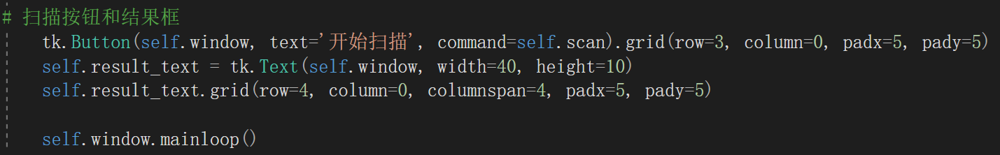 # 扫描按钮和结果框
tk.Button(self.window, text='开始扫描', command=self.scan).grid(row=3, column=0, padx=5, pady=5)
self.result_text = tk.Text(self.window, width=40, height=10)
self.result_text.grid(row=4, column=0, columnspan=4, padx=5, pady=5)
self.window.mainloop()